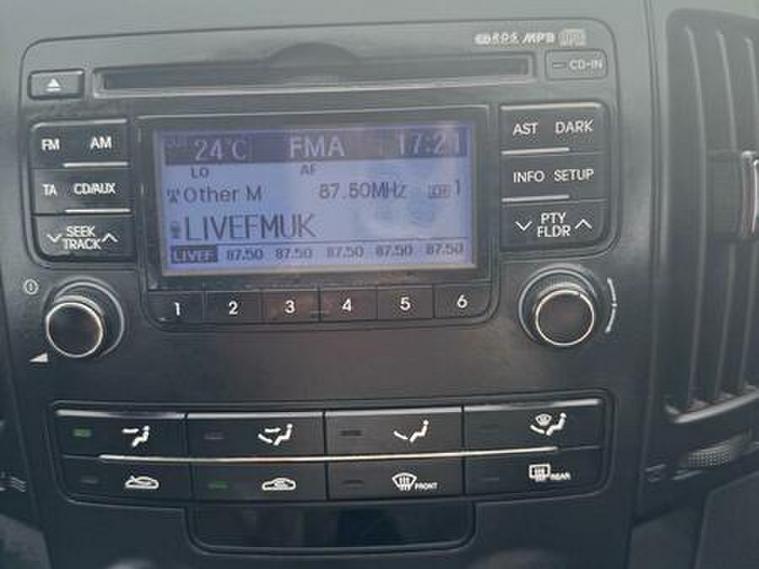 RDS MP3
CD-IN
FM AM
TA CD/AUX
SEEK
TRACK
24°C FMA 17:21
LO AF
Other M 87.50MHz CH 1
LIVEFMUK
LIVEF 87.50 87.50 87.50 87.50 87.50
AST DARK
INFO SETUP
PTY
FLDR
1 2 3 4 5 6
FRONT
REAR